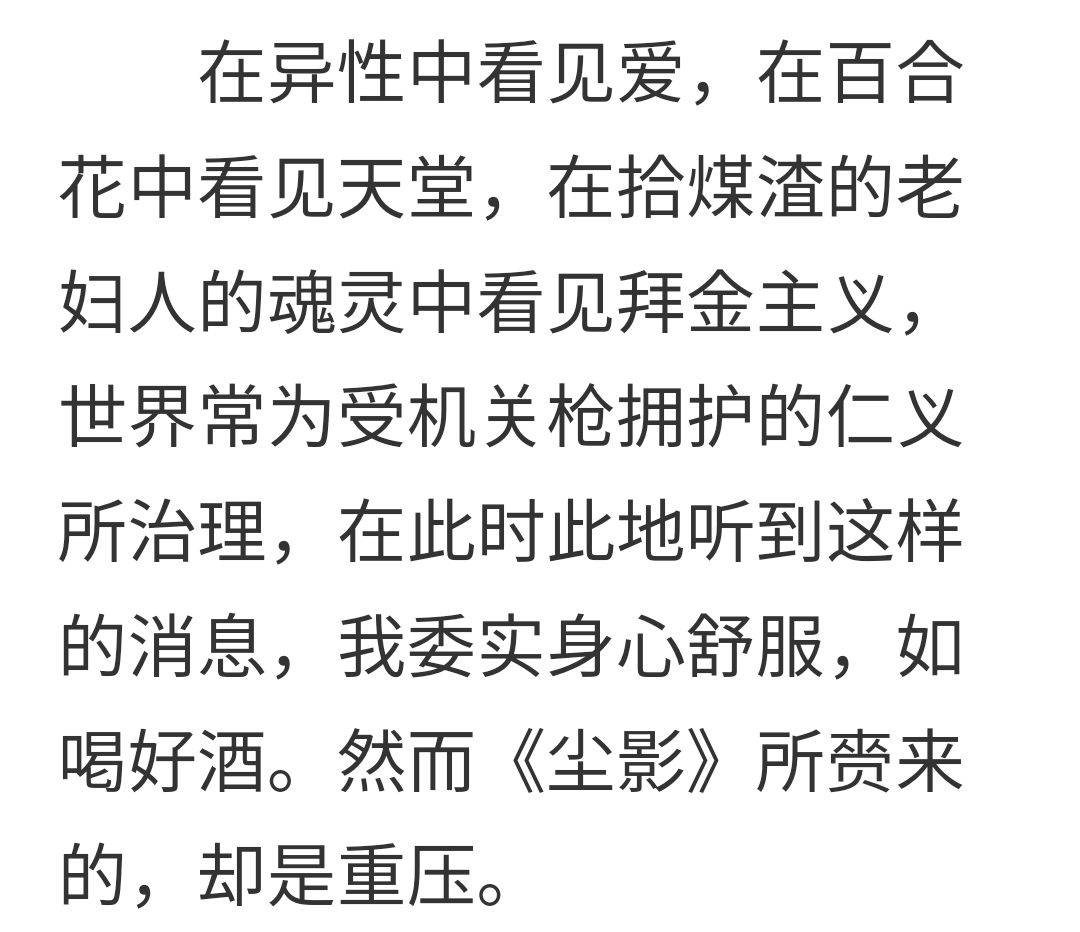 在异性中看见爱，在百合
花中看见天堂，在拾煤渣的老
妇人的魂灵中看见拜金主义，
世界常为受机关枪拥护的仁义
所治理，在此时此地听到这样
的消息，我委实身心舒服，如
喝好酒。然而《尘影》所赍来
的，却是重压。